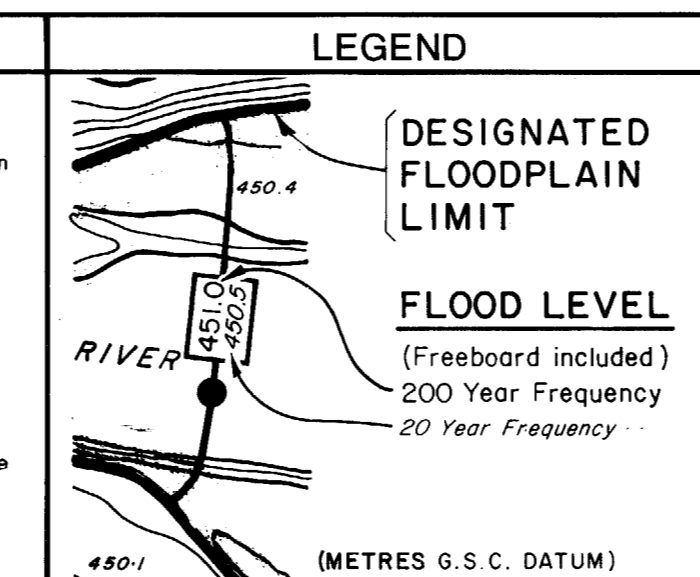 LEGEND
DESIGNATED
FLOODPLAIN
LIMIT
450.4
451.0
450.5
FLOOD LEVEL
(Freeboard included)
200 Year Frequency
20 Year Frequency
RIVER
450.1
(METRES G.S.C. DATUM)